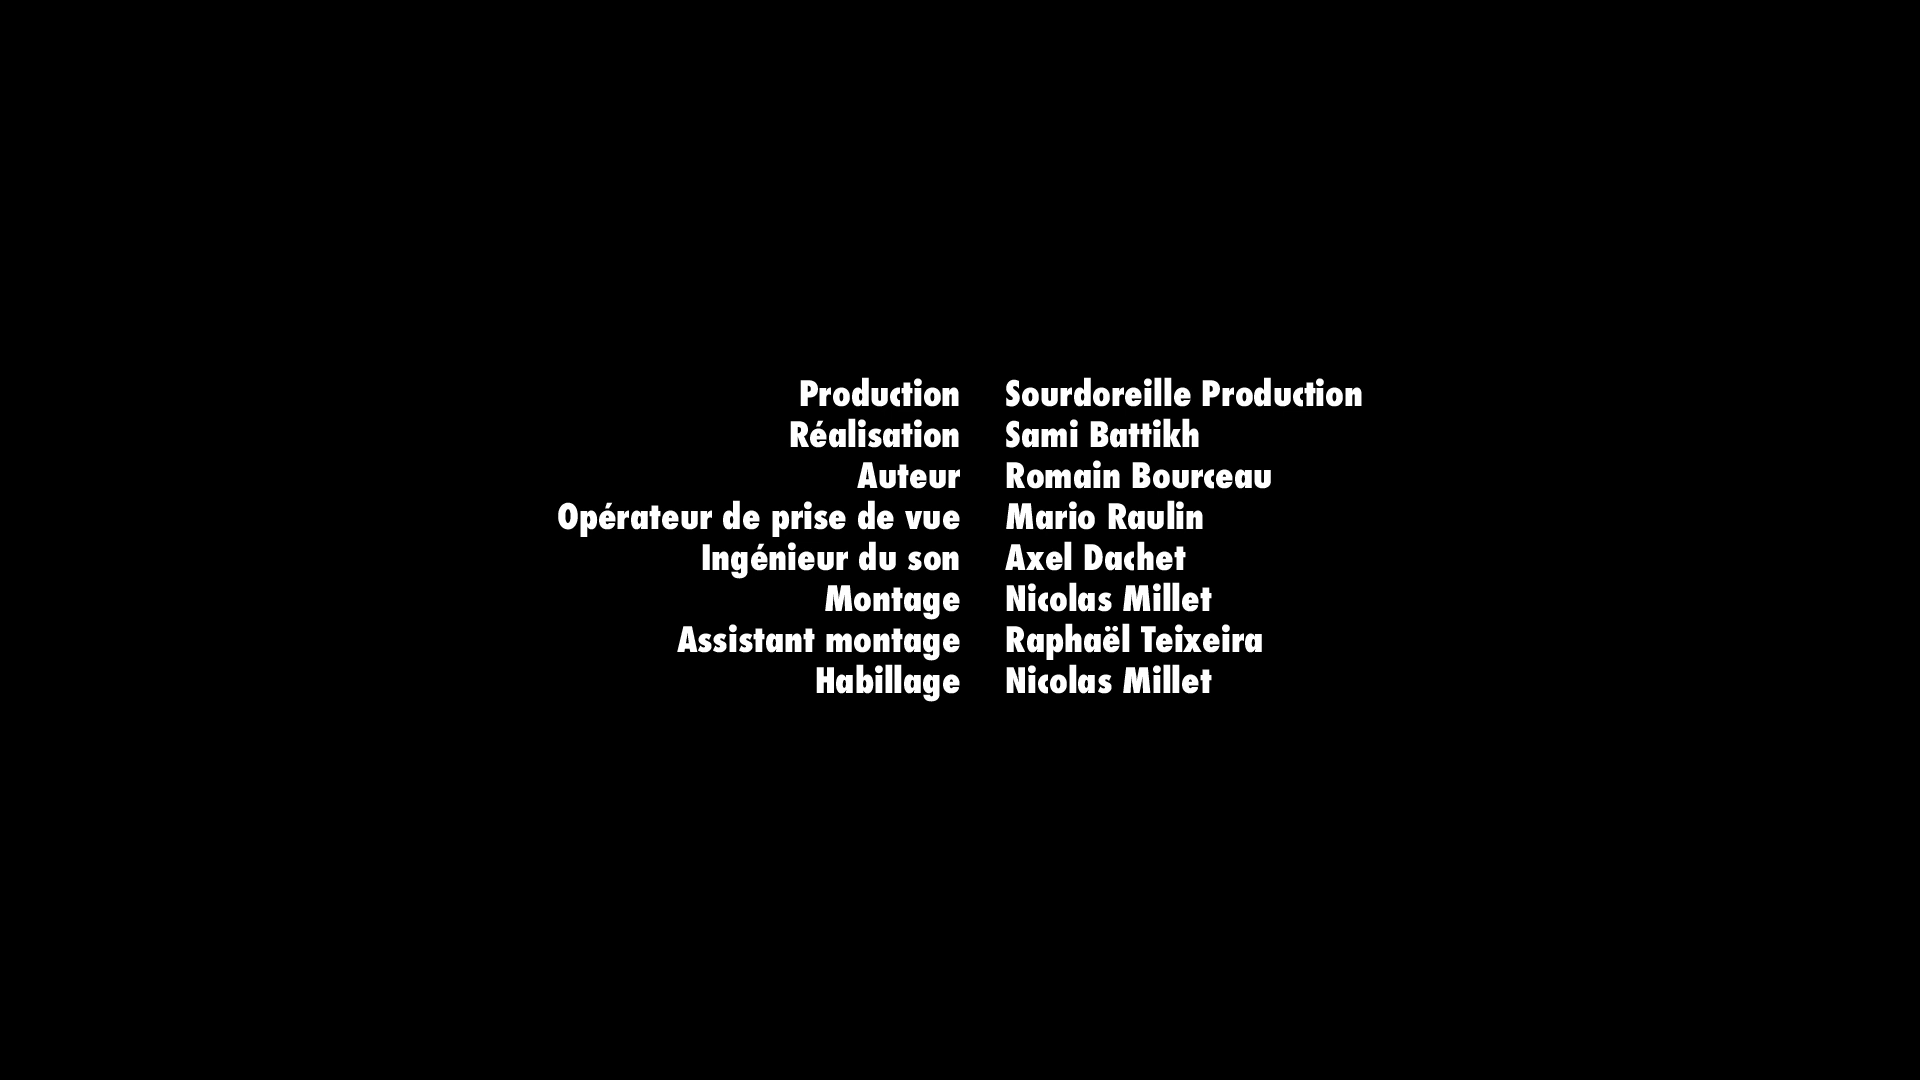 Production Sourdoreille Production
Réalisation Sami Battikh
Auteur Romain Bourceau
Opérateur de prise de vue Mario Raulin
Ingénieur du son Axel Dachet
Montage Nicolas Millet
Assistant montage Raphaël Teixeira
Habillage Nicolas Millet